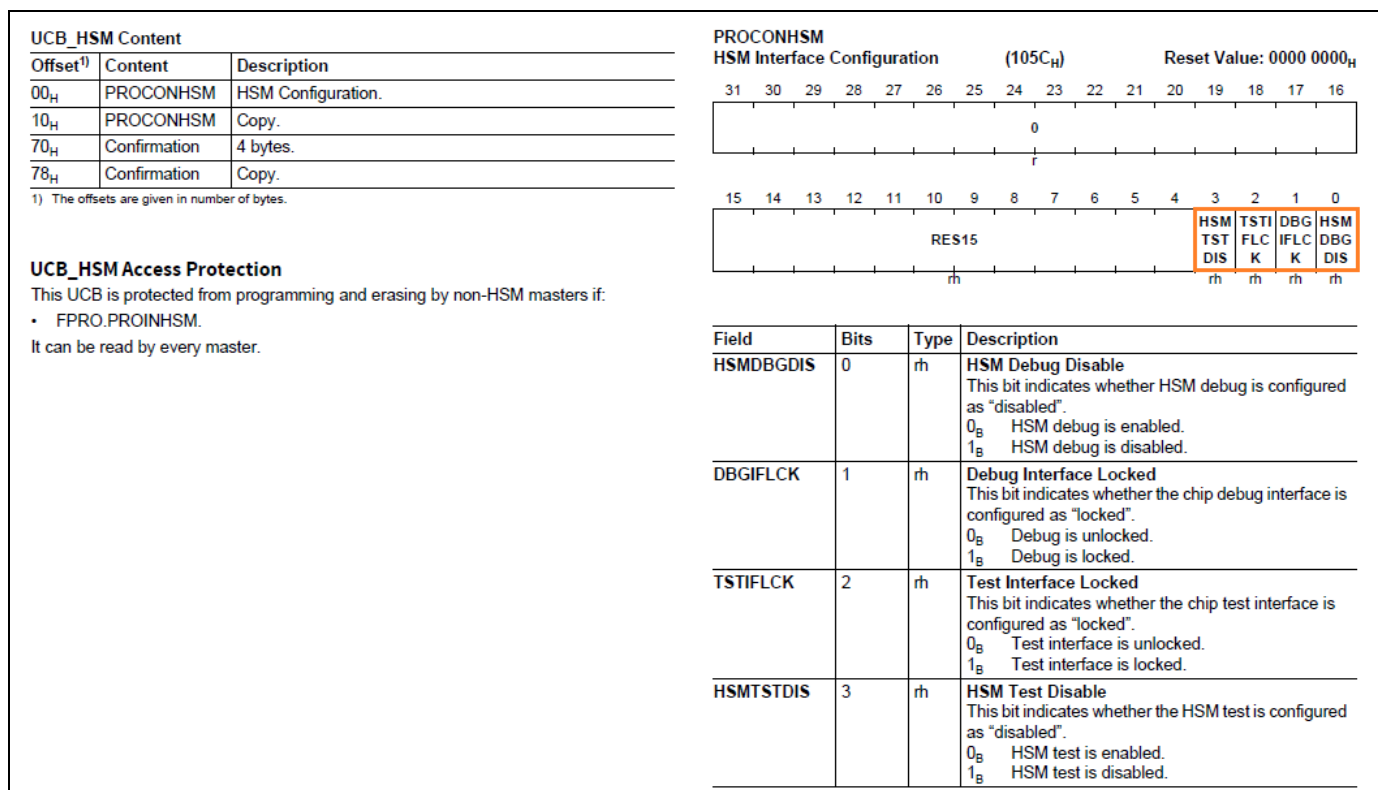 UCB_HSM Content
Offset1) Content Description
00H PROCONHSM HSM Configuration.
10H PROCONHSM Copy.
70H Confirmation 4 bytes.
78H Confirmation Copy.
1) The offsets are given in number of bytes.
UCB_HSM Access Protection
This UCB is protected from programming and erasing by non-HSM masters if:
• FPRO.PROINHSM.
It can be read by every master.
PROCONHSM
HSM Interface Configuration (105CH) Reset Value: 0000 0000H
31 30 29 28 27 26 25 24 23 22 21 20 19 18 17 16
0
r
15 14 13 12 11 10 9 8 7 6 5 4 3 2 1 0
HSM TSTI DBG HSM
RES15 TST FLC IFLC DBG
DIS K K DIS
rh rh rh rh rh
Field Bits Type Description
HSMDBGDIS 0 rh HSM Debug Disable
This bit indicates whether HSM debug is configured
as “disabled”.
0B HSM debug is enabled.
1B HSM debug is disabled.
DBGIFLCK 1 rh Debug Interface Locked
This bit indicates whether the chip debug interface is
configured as “locked”.
0B Debug is unlocked.
1B Debug is locked.
TSTIFLCK 2 rh Test Interface Locked
This bit indicates whether the chip test interface is
configured as “locked”.
0B Test interface is unlocked.
1B Test interface is locked.
HSMTSTDIS 3 rh HSM Test Disable
This bit indicates whether the HSM test is configured
as “disabled”.
0B HSM test is enabled.
1B HSM test is disabled.